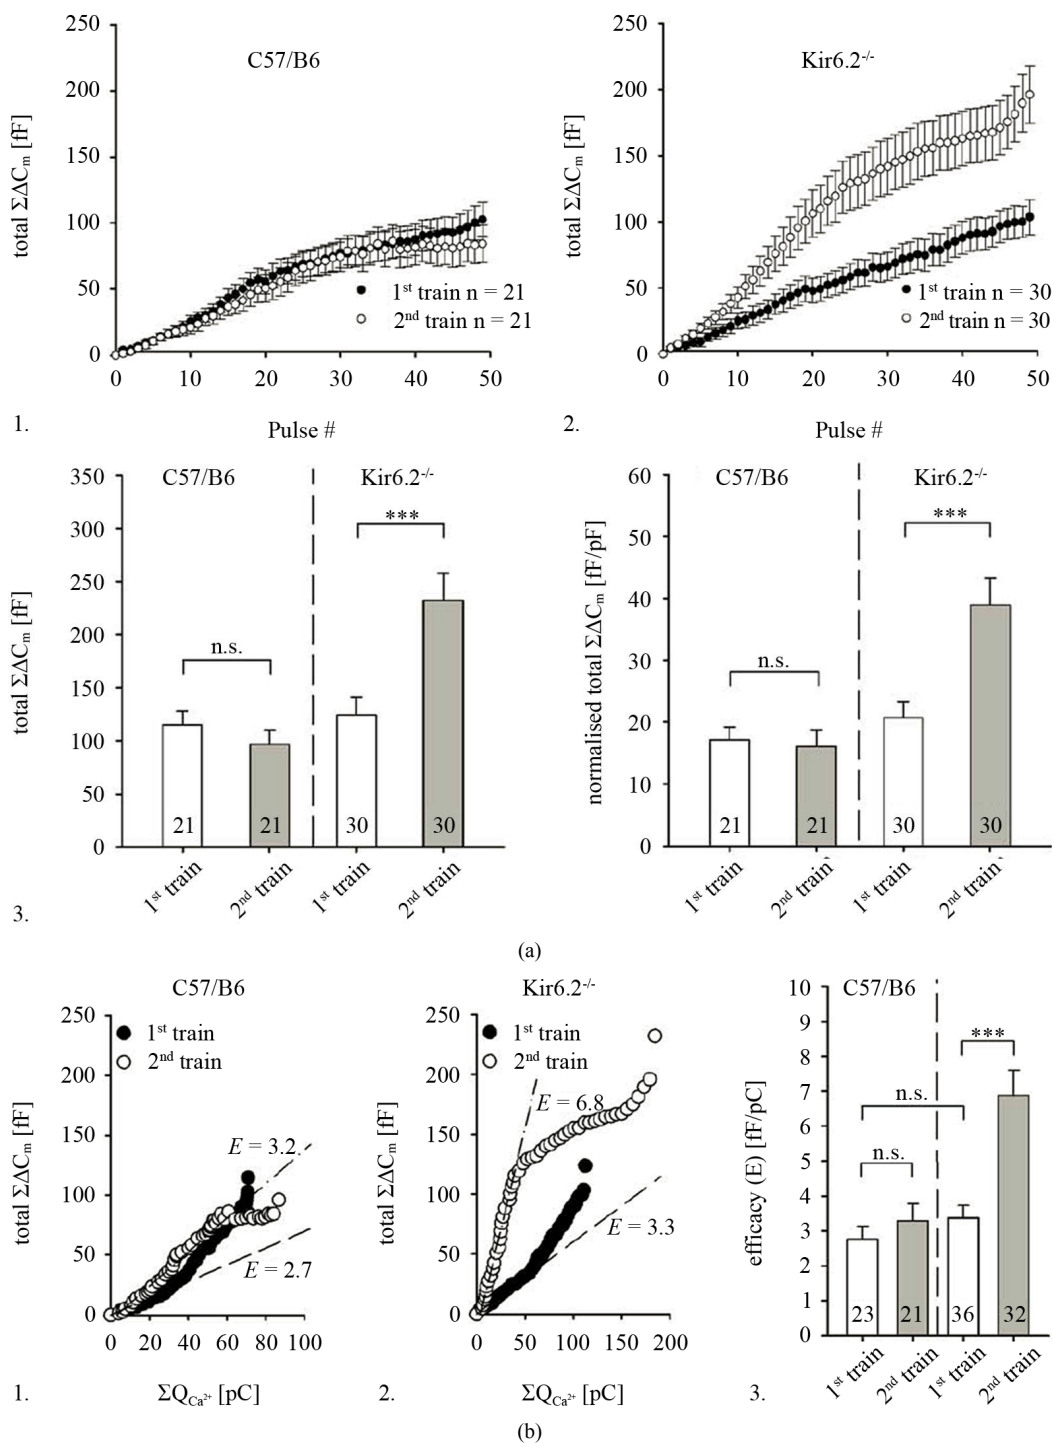 C57/B6
total ΣΔCₘ [fF]
250
200
150
100
50
0
0 10 20 30 40 50
1st train n = 21
2nd train n = 21
1.
Pulse #
Kir6.2-/-
total ΣΔCₘ [fF]
250
200
150
100
50
0
0 10 20 30 40 50
1st train n = 30
2nd train n = 30
2.
Pulse #
C57/B6
Kir6.2-/-
total ΣΔCₘ [fF]
350
300
250
200
150
100
50
0
n.s.
***
21 21 30 30
1st train 2nd train 1st train 2nd train
3.
C57/B6
Kir6.2-/-
normalised total ΣΔCₘ [fF/pF]
60
50
40
30
20
10
0
n.s.
***
21 21 30 30
1st train 2nd train 1st train 2nd train
(a)
C57/B6
1st train
2nd train
total ΣΔCₘ [fF]
250
200
150
100
50
0
E = 3.2
E = 2.7
0 20 40 60 80 100
1.
ΣQCa2+ [pC]
Kir6.2-/-
1st train
2nd train
total ΣΔCₘ [fF]
250
200
150
100
50
0
E = 6.8
E = 3.3
0 50 100 150 200
2.
ΣQCa2+ [pC]
C57/B6
efficacy (E) [fF/pC]
10
9
8
7
6
5
4
3
2
1
0
***
n.s.
n.s.
23 21 36 32
1st train 2nd train 1st train 2nd train
3.
(b)